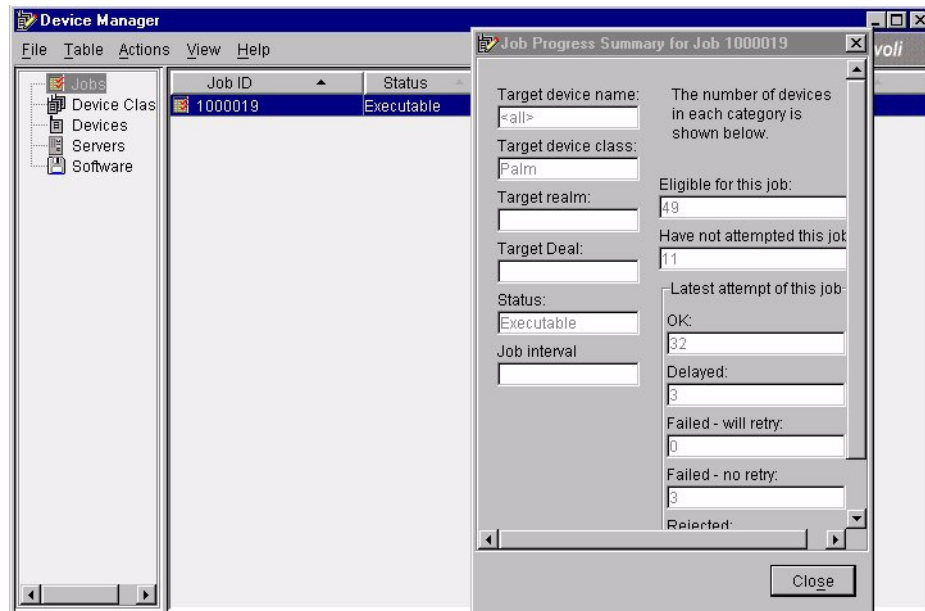 Device Manager
File Table Actions View Help
voli
Jobs
Device Clas
Devices
Servers
Software
Job ID Status
1000019 Executable
Job Progress Summary for Job 1000019
Target device name:
<all>
Target device class:
Palm
Target realm:
Target Deal:
Status:
Executable
Job interval
The number of devices
in each category is
shown below.
Eligible for this job:
49
Have not attempted this job
11
Latest attempt of this job
OK:
32
Delayed:
3
Failed - will retry:
0
Failed - no retry:
3
Rejected:
Close